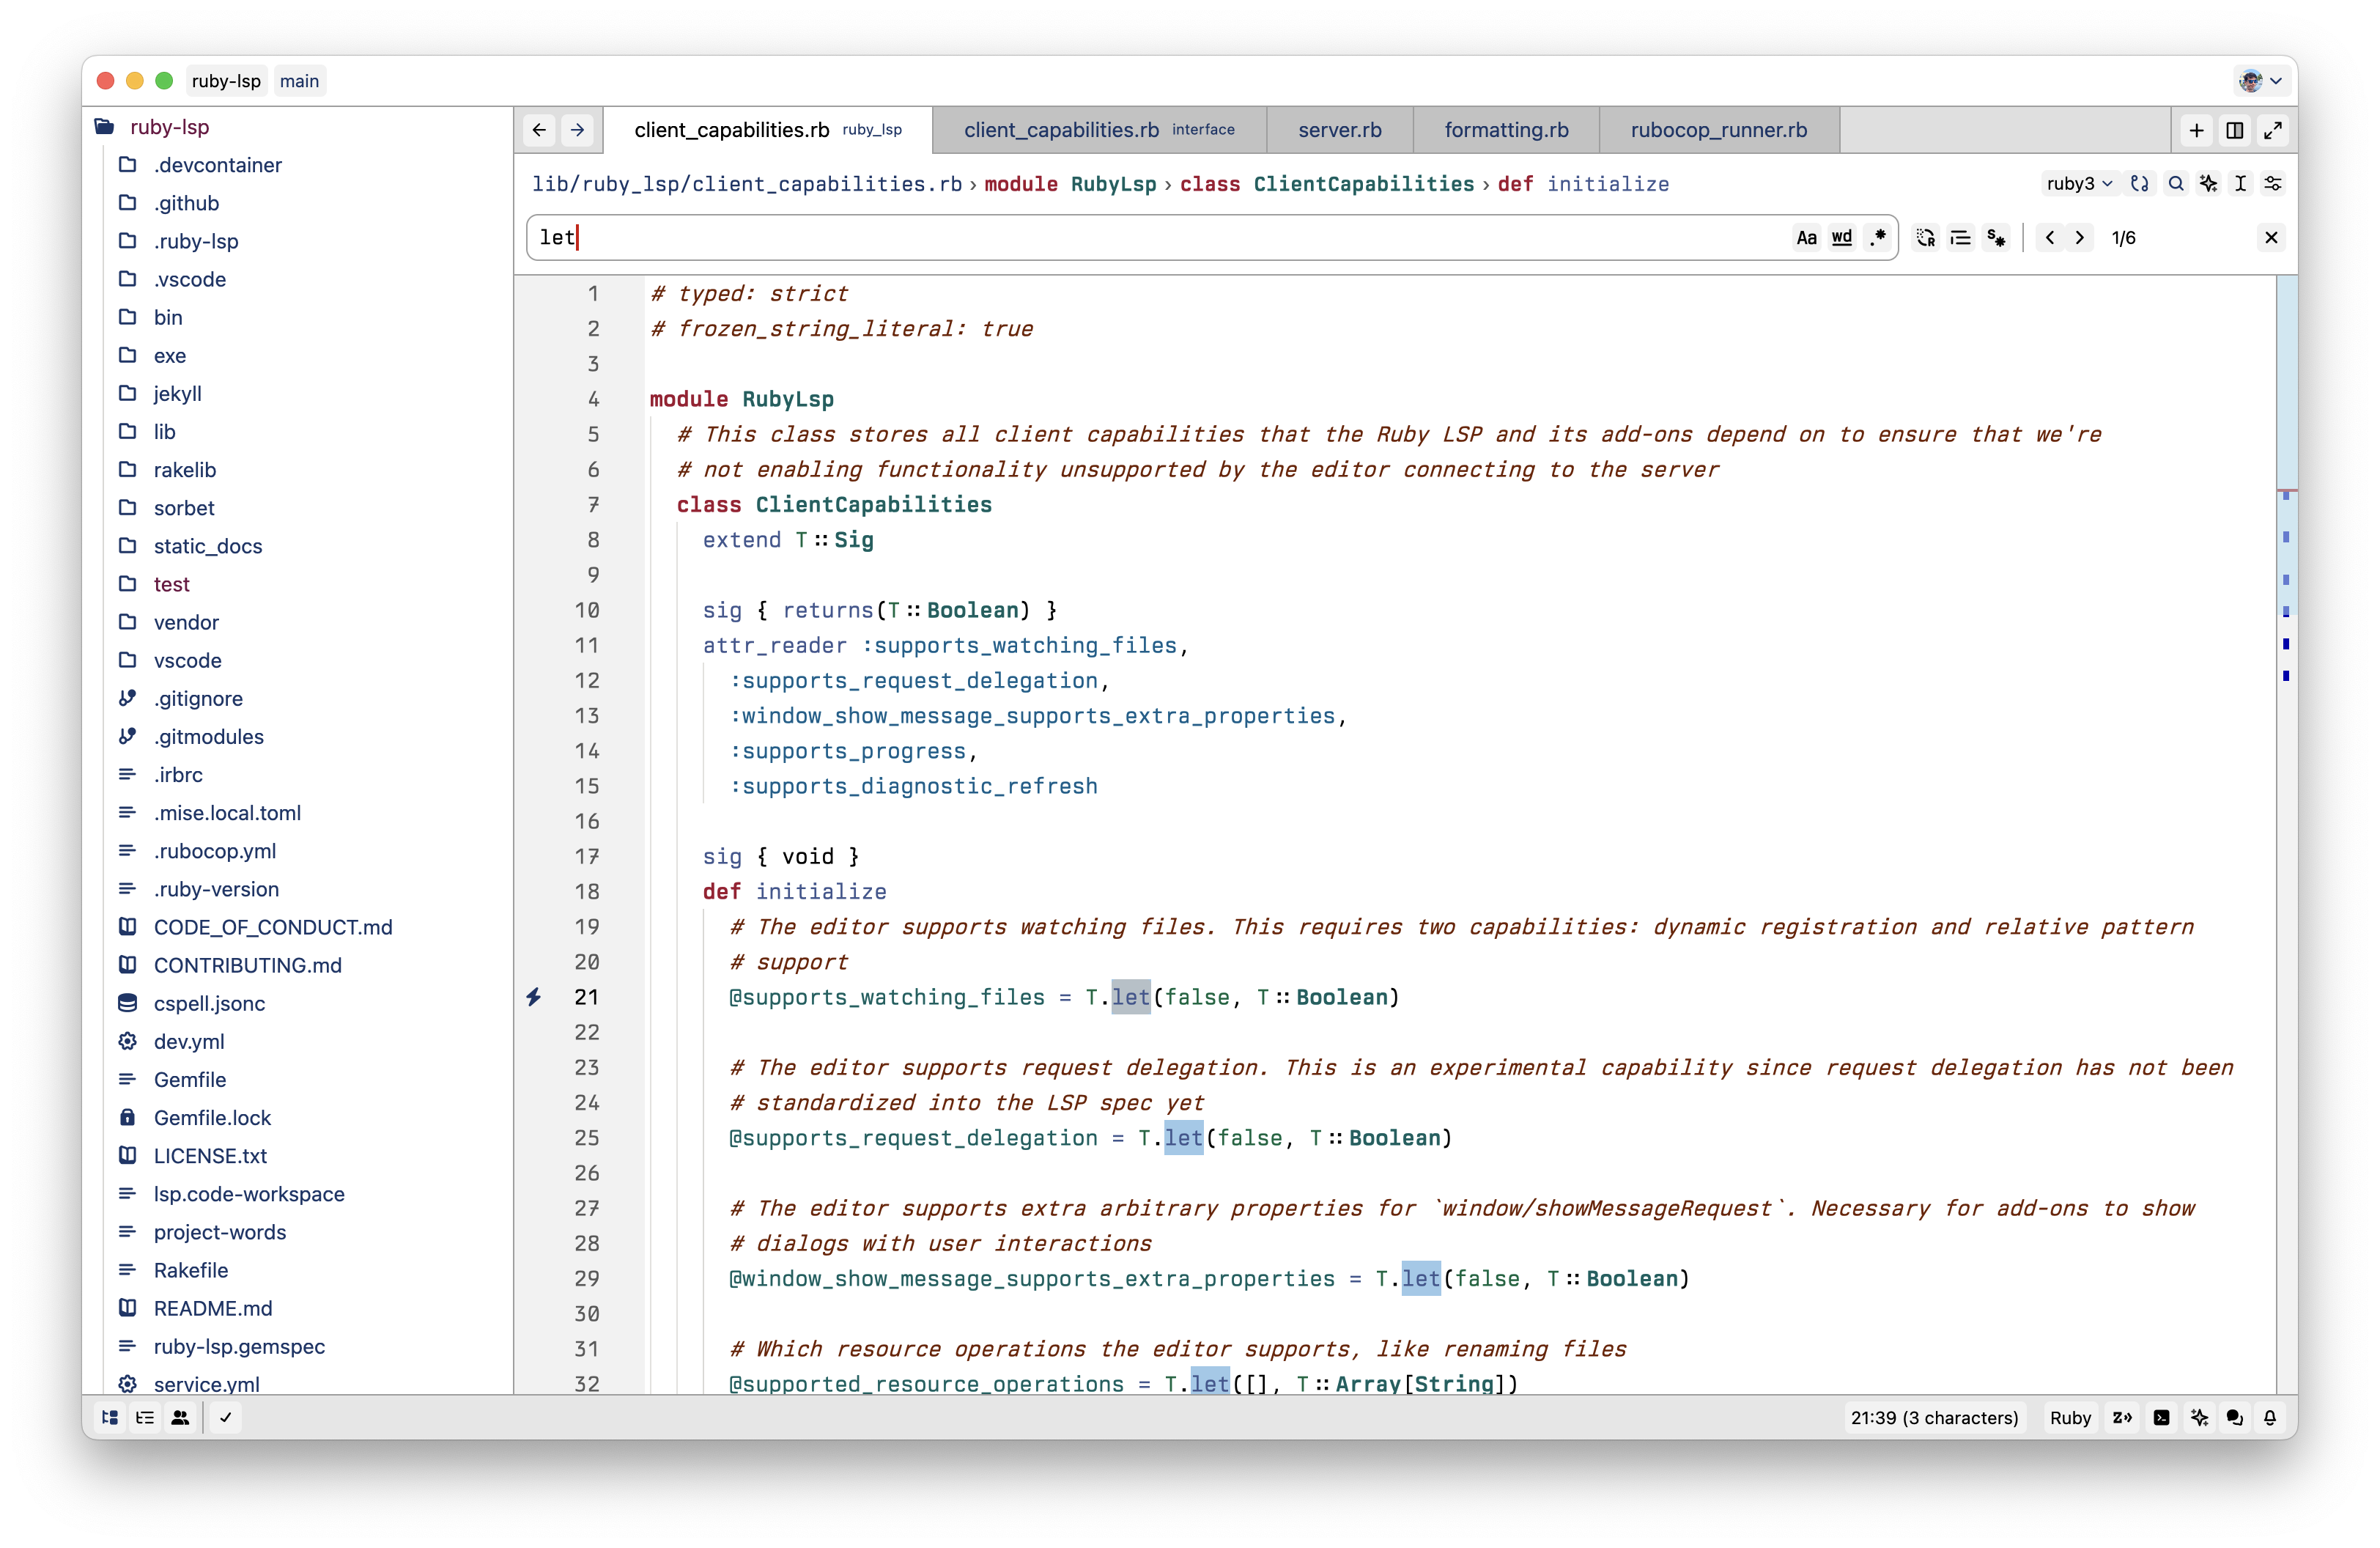 ruby-lsp main
ruby-lsp
.devcontainer
.github
.ruby-lsp
.vscode
bin
exe
jekyll
lib
rakelib
sorbet
static_docs
test
vendor
vscode
.gitignore
.gitmodules
.irbrc
.mise.local.toml
.rubocop.yml
.ruby-version
CODE_OF_CONDUCT.md
CONTRIBUTING.md
cspell.jsonc
dev.yml
Gemfile
Gemfile.lock
LICENSE.txt
lsp.code-workspace
project-words
Rakefile
README.md
ruby-lsp.gemspec
service.yml
client_capabilities.rb ruby_lsp client_capabilities.rb interface server.rb formatting.rb rubocop_runner.rb
lib/ruby_lsp/client_capabilities.rb › module RubyLsp › class ClientCapabilities › def initialize ruby3
let Aa wd .* 1/6
1 # typed: strict
2 # frozen_string_literal: true
3
4 module RubyLsp
5 # This class stores all client capabilities that the Ruby LSP and its add-ons depend on to ensure that we're
6 # not enabling functionality unsupported by the editor connecting to the server
7 class ClientCapabilities
8 extend T::Sig
9
10 sig { returns(T::Boolean) }
11 attr_reader :supports_watching_files,
12 :supports_request_delegation,
13 :window_show_message_supports_extra_properties,
14 :supports_progress,
15 :supports_diagnostic_refresh
16
17 sig { void }
18 def initialize
19 # The editor supports watching files. This requires two capabilities: dynamic registration and relative pattern
20 # support
21 @supports_watching_files = T.let(false, T::Boolean)
22
23 # The editor supports request delegation. This is an experimental capability since request delegation has not been
24 # standardized into the LSP spec yet
25 @supports_request_delegation = T.let(false, T::Boolean)
26
27 # The editor supports extra arbitrary properties for `window/showMessageRequest`. Necessary for add-ons to show
28 # dialogs with user interactions
29 @window_show_message_supports_extra_properties = T.let(false, T::Boolean)
30
31 # Which resource operations the editor supports, like renaming files
32 @supported_resource_operations = T.let([], T::Array[String])
21:39 (3 characters) Ruby